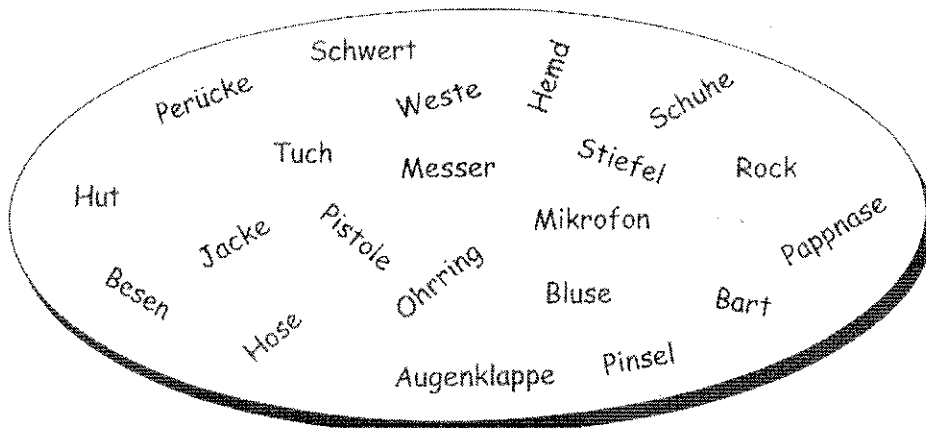 Schwert
Hemd
Perücke
Weste
Schuhe
Tuch
Messer
Stiefel
Rock
Hut
Jacke
Pistole
Mikrofon
Pappnase
Besen
Ohrring
Bluse
Bart
Hose
Augenklappe
Pinsel